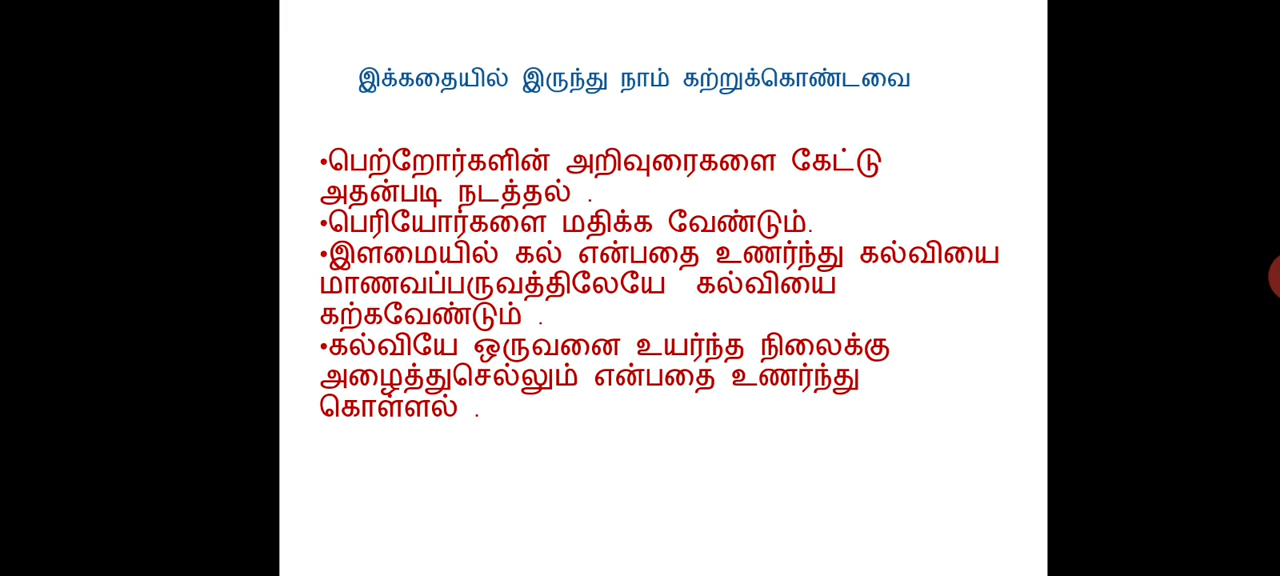 இக்கதையில் இருந்து நாம் கற்றுக்கொண்டவை
•பெற்றோர்களின் அறிவுரைகளை கேட்டு
அதன்படி நடத்தல் .
•பெரியோர்களை மதிக்க வேண்டும்.
•இளமையில் கல் என்பதை உணர்ந்து கல்வியை
மாணவப்பருவத்திலேயே கல்வியை
கற்கவேண்டும் .
•கல்வியே ஒருவனை உயர்ந்த நிலைக்கு
அழைத்துசெல்லும் என்பதை உணர்ந்து
கொள்ளல் .